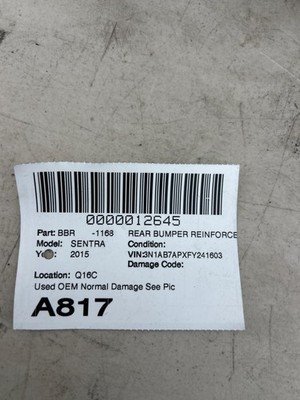 0000012645
Part: BBR -1168 REAR BUMPER REINFORCE
Model: SENTRA Condition:
2015 VIN:3N1AB7APXFY241603
Damage Code:
Location: Q16C
Used OEM Normal Damage See Pic
A817